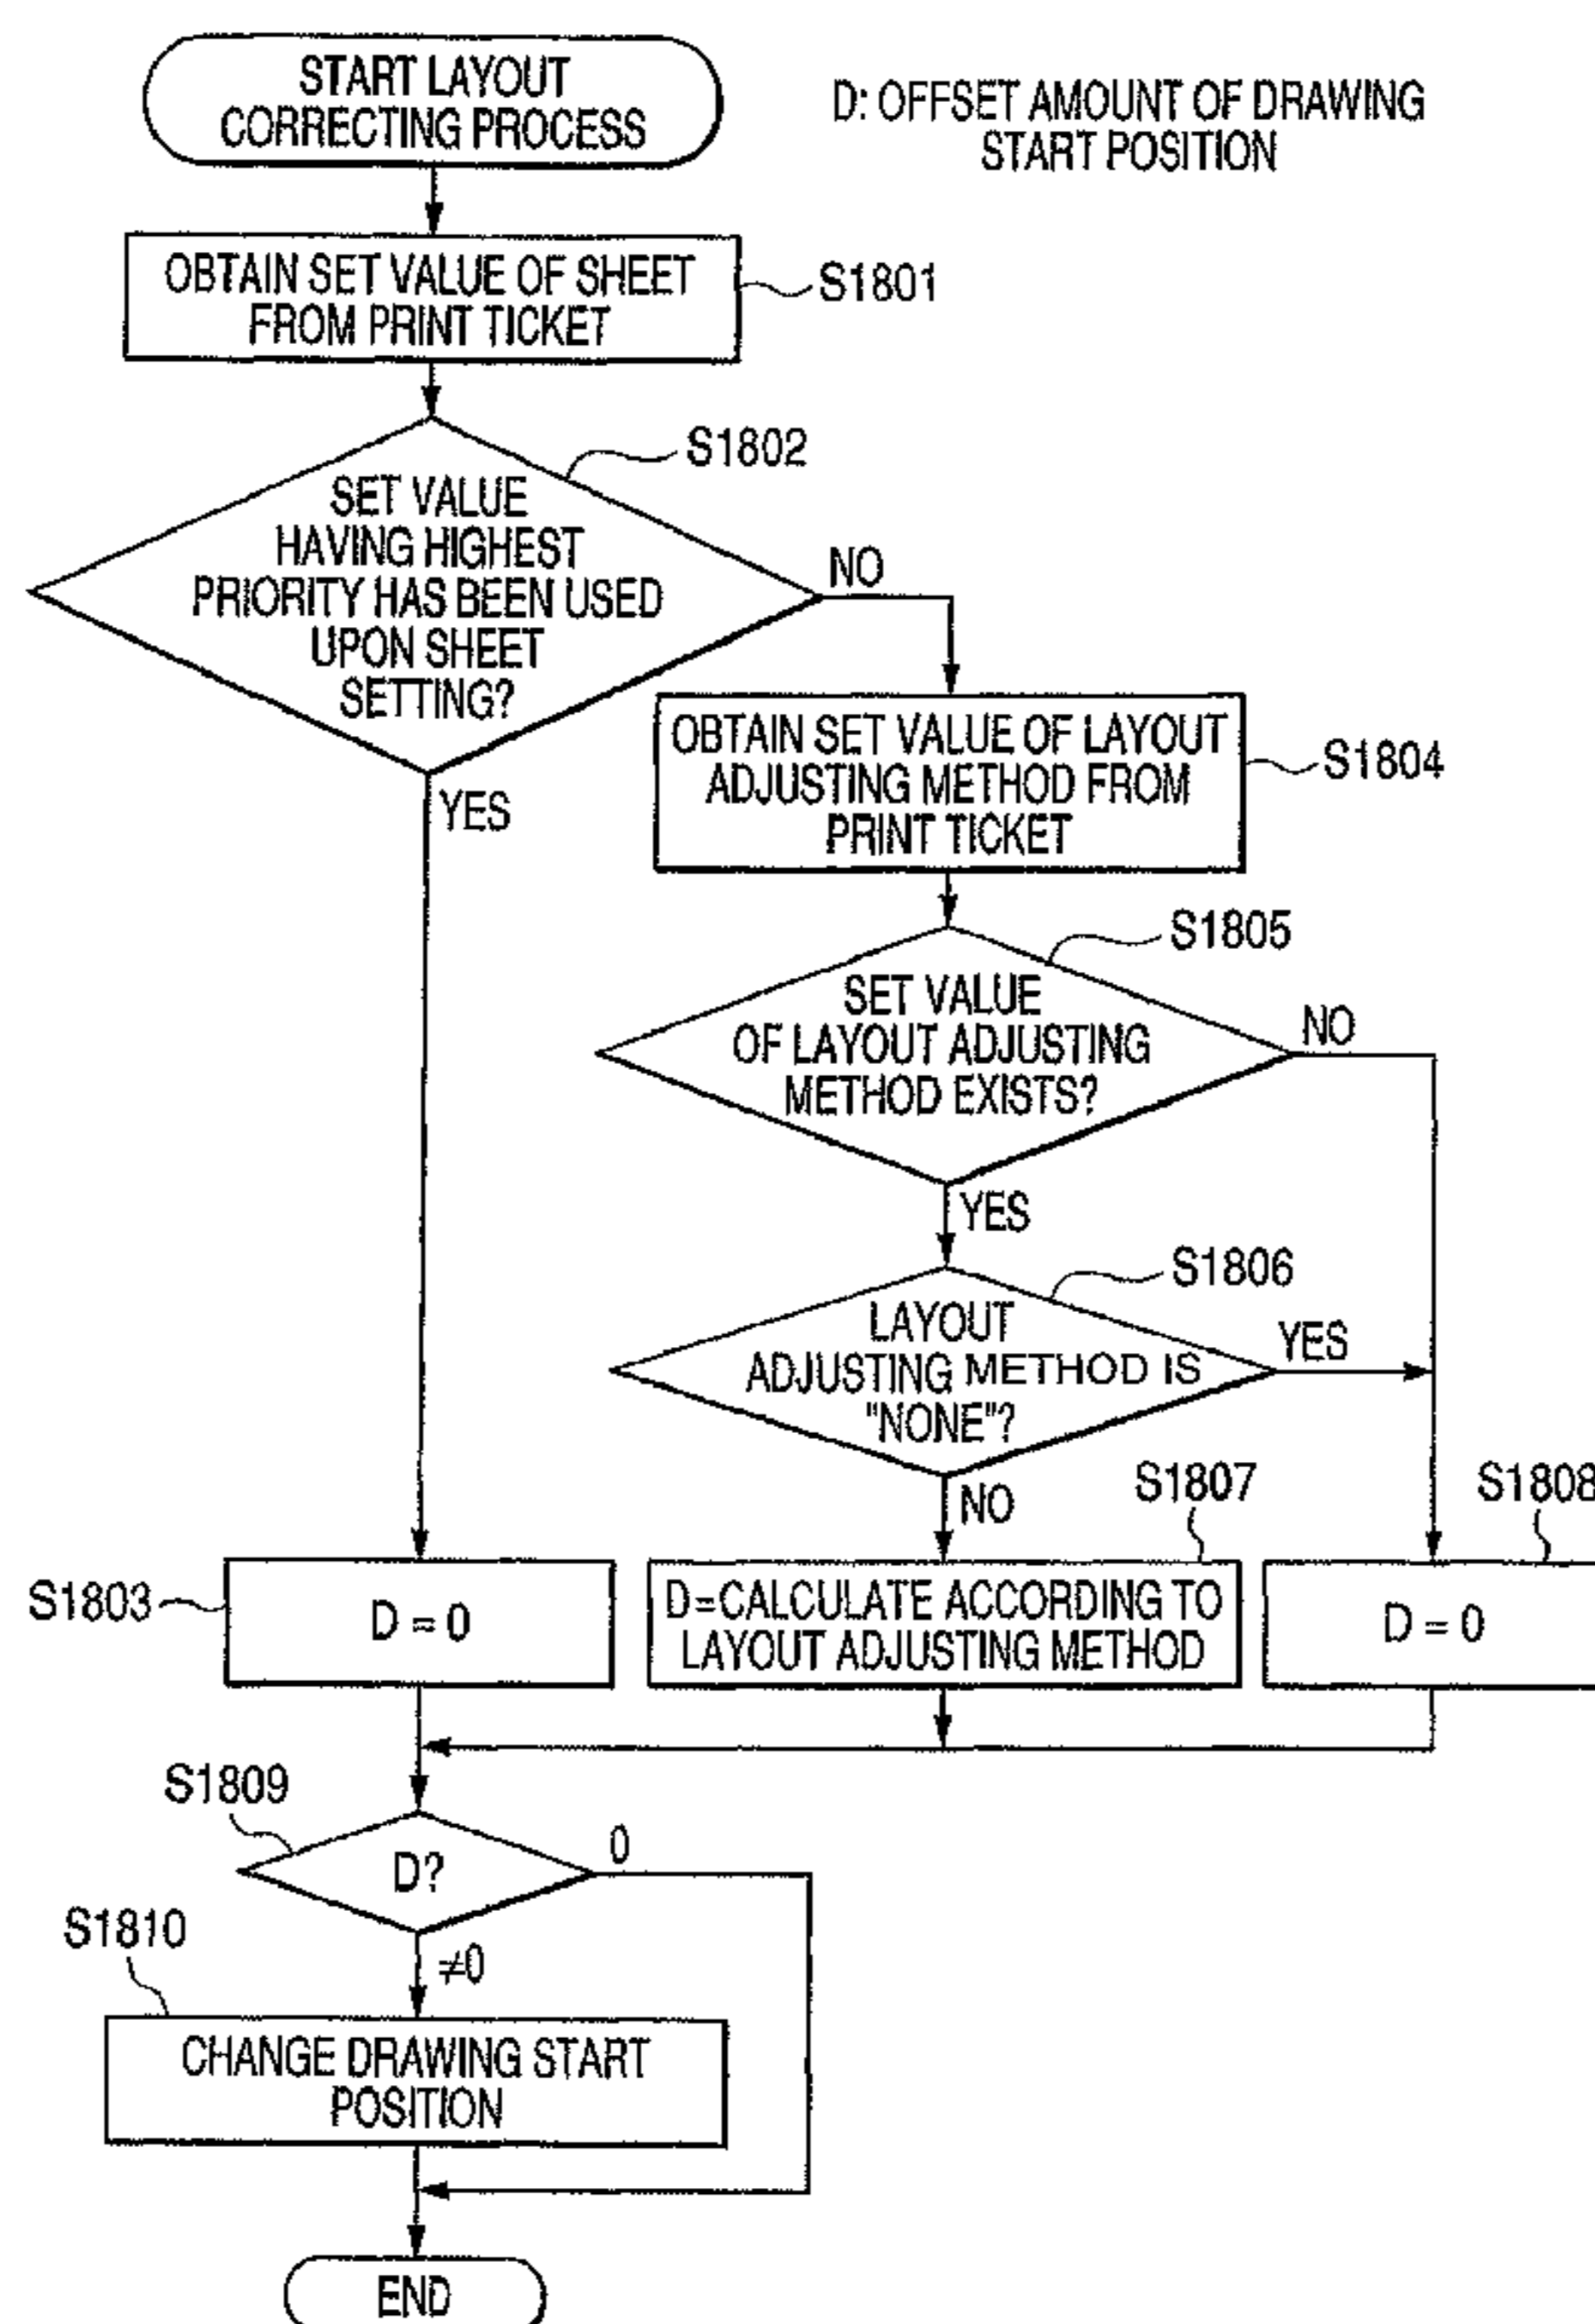 START LAYOUT
CORRECTING PROCESS
D: OFFSET AMOUNT OF DRAWING
START POSITION
OBTAIN SET VALUE OF SHEET
FROM PRINT TICKET
S1801
S1802
SET VALUE
HAVING HIGHEST
PRIORITY HAS BEEN USED
UPON SHEET
SETTING?
NO
YES
OBTAIN SET VALUE OF LAYOUT
ADJUSTING METHOD FROM
PRINT TICKET
S1804
S1805
SET VALUE
OF LAYOUT ADJUSTING
METHOD EXISTS?
NO
YES
S1806
LAYOUT
ADJUSTING METHOD IS
"NONE"?
YES
NO
S1807
S1808
S1803
D = 0
D=CALCULATE ACCORDING TO
LAYOUT ADJUSTING METHOD
D = 0
S1809
D?
0
≠0
S1810
CHANGE DRAWING START
POSITION
END